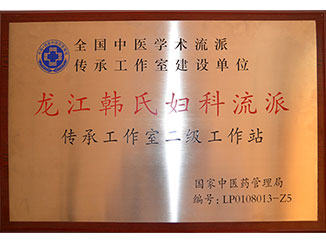 全国中医学术流派
传承工作室建设单位
龙江韩氏妇科流派
传承工作室二级工作站
国家中医药管理局
编号:LP0108013-Z5